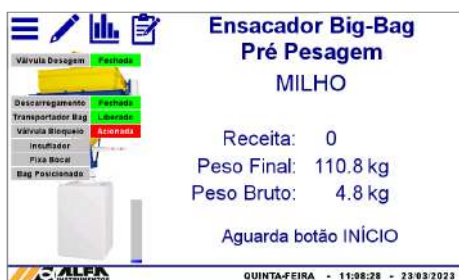 Ensacador Big-Bag
Pré Pesagem
MILHO
Válvula Dosagem Fechada
Descarregamento Fechada
Transportador Bag Liberado
Válvula Bloqueio Acionada
Insuflador
Fixa Bocal
Bag Posicionado
Receita: 0
Peso Final: 110.8 kg
Peso Bruto: 4.8 kg
Aguarda botão INÍCIO
ALFA
INSTRUMENTOS
QUINTA-FEIRA - 11:08:28 - 23/03/2023